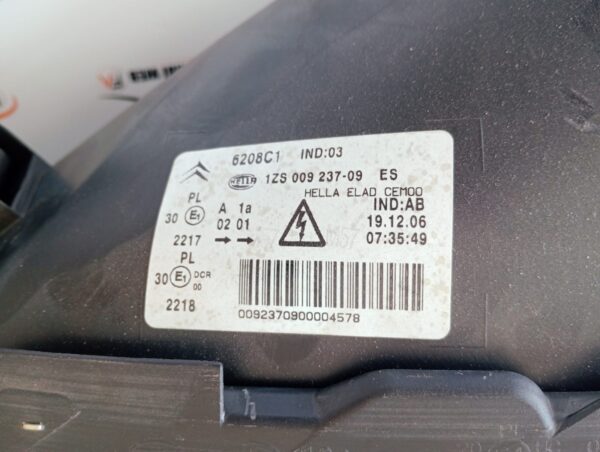 6208C1 IND:03
HELLA 1ZS 009 237-09 ES
HELLA ELAD CEMOO
PL A 1a IND:AB
30 E1 02 01 19.12.06
2217 07:35:49
PL
30 E1 DCR
00
2218
0092370900004578